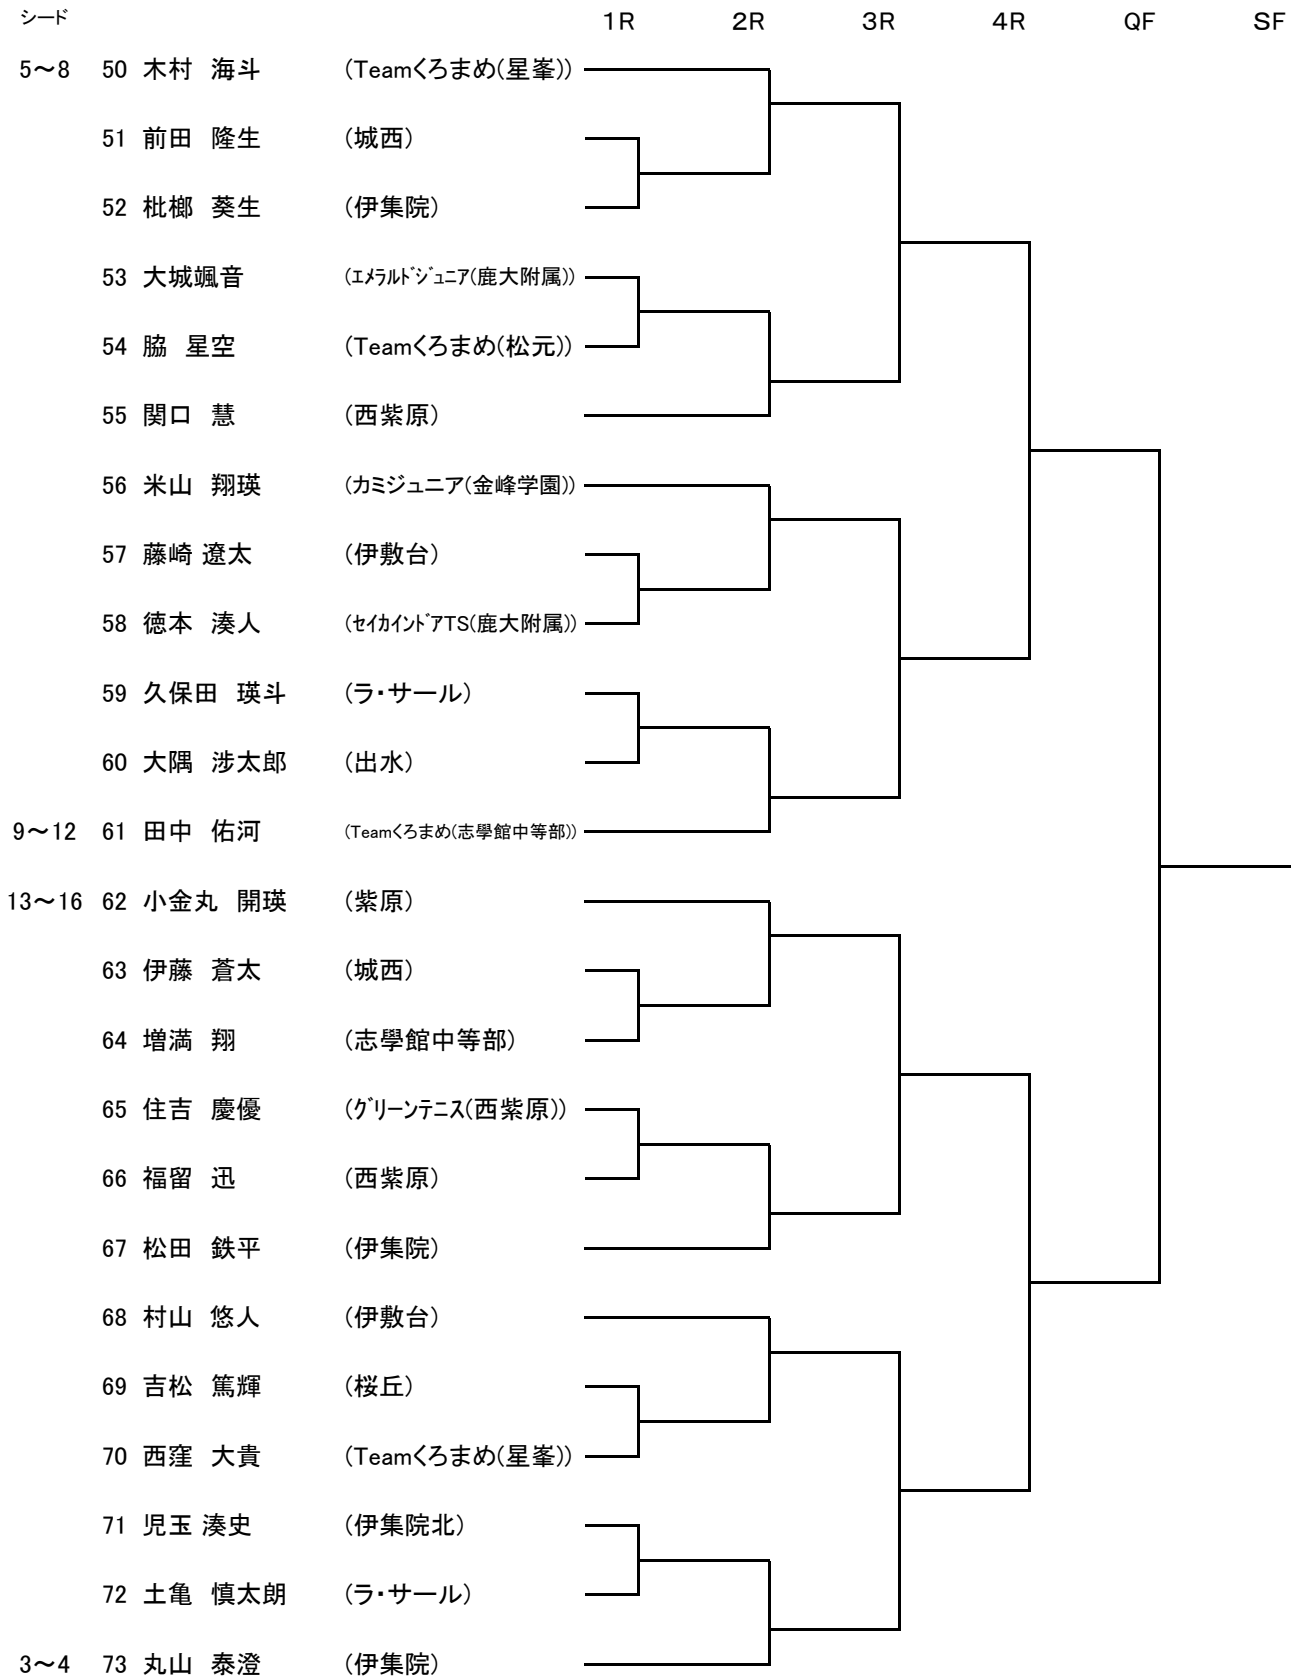 シード 1R 2R 3R 4R QF SF
5～8 50 木村 海斗 (Teamくろまめ(星峯))
51 前田 隆生 (城西)
52 枇榔 葵生 (伊集院)
53 大城颯音 (ｴﾒﾗﾙﾄﾞｼﾞｭﾆｱ(鹿大附属))
54 脇 星空 (Teamくろまめ(松元))
55 関口 慧 (西紫原)
56 米山 翔瑛 (カミジュニア(金峰学園))
57 藤崎 遼太 (伊敷台)
58 徳本 湊人 (ｾｲｶｲﾝﾄﾞｱTS(鹿大附属))
59 久保田 瑛斗 (ラ・サール)
60 大隅 渉太郎 (出水)
9～12 61 田中 佑河 (Teamくろまめ(志學館中等部))
13～16 62 小金丸 開瑛 (紫原)
63 伊藤 蒼太 (城西)
64 増満 翔 (志學館中等部)
65 住吉 慶優 (ｸﾞﾘｰﾝﾃﾆｽ(西紫原))
66 福留 迅 (西紫原)
67 松田 鉄平 (伊集院)
68 村山 悠人 (伊敷台)
69 吉松 篤輝 (桜丘)
70 西窪 大貴 (Teamくろまめ(星峯))
71 児玉 湊史 (伊集院北)
72 土亀 慎太朗 (ラ・サール)
3～4 73 丸山 泰澄 (伊集院)